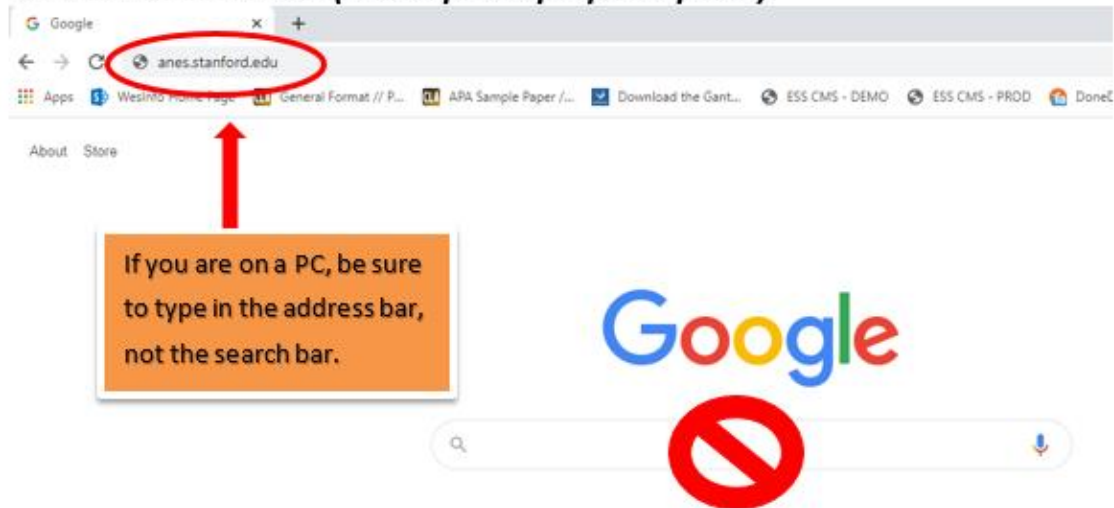 G Google × +
anes.stanford.edu
Apps General Format // P... APA Sample Paper /... Download the Gant... ESS CMS - DEMO ESS CMS - PROD
About Store
If you are on a PC, be sure
to type in the address bar,
not the search bar.
Google